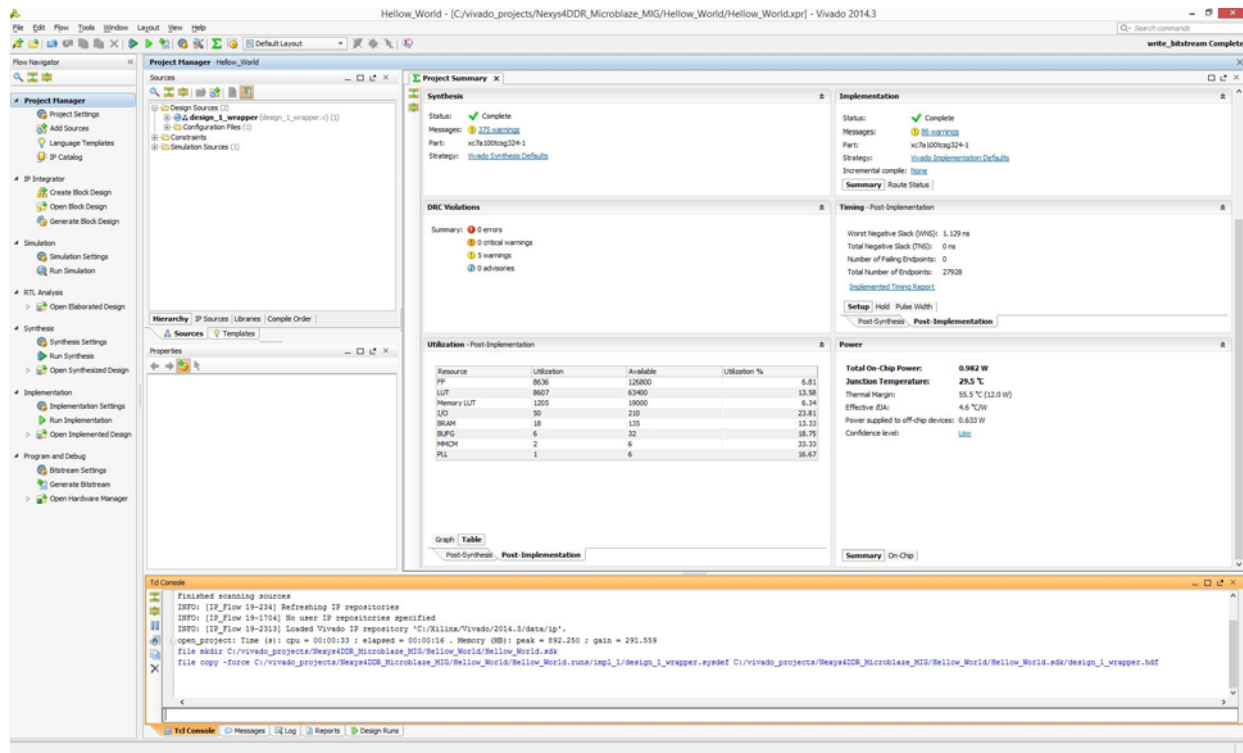 Hellow_World - [C:/vivado_projects/Nexys4DDR_Microblaze_MIG/Hellow_World/Hellow_World.xpr] - Vivado 2014.3
File Edit Flow Tools Window Layout View Help
Search commands
Default Layout
write_bitstream Complete
Flow Navigator
Project Manager
Project Settings
Add Sources
Language Templates
IP Catalog
IP Integrator
Create Block Design
Open Block Design
Generate Block Design
Simulation
Simulation Settings
Run Simulation
RTL Analysis
Open Elaborated Design
Synthesis
Synthesis Settings
Run Synthesis
Open Synthesized Design
Implementation
Implementation Settings
Run Implementation
Open Implemented Design
Program and Debug
Bitstream Settings
Generate Bitstream
Open Hardware Manager
Project Manager - Hellow_World
Sources
Design Sources (2)
design_1_wrapper (design_1_wrapper.v) (1)
Configuration Files (1)
Constraints
Simulation Sources (1)
Hierarchy IP Sources Libraries Compile Order
Sources Templates
Properties
Project Summary
Synthesis
Status: Complete
Messages: 375 warnings
Part: xc7a100tcsg324-1
Strategy: Vivado Synthesis Defaults
Implementation
Status: Complete
Messages: 86 warnings
Part: xc7a100tcsg324-1
Strategy: Vivado Implementation Defaults
Incremental compile: None
Summary Route Status
DRC Violations
Summary: 0 errors
0 critical warnings
5 warnings
0 advisories
Timing - Post-Implementation
Worst Negative Slack (WNS): 1.129 ns
Total Negative Slack (TNS): 0 ns
Number of Failing Endpoints: 0
Total Number of Endpoints: 27928
Implemented Timing Report
Setup Hold Pulse Width
Post-Synthesis Post-Implementation
Utilization - Post-Implementation
Resource Utilization Available Utilization %
FF 8636 126800 6.81
LUT 8607 63400 13.58
Memory LUT 1205 19000 6.34
I/O 50 210 23.81
BRAM 18 135 13.33
BUFG 6 32 18.75
MMCM 2 6 33.33
PLL 1 6 16.67
Graph Table
Post-Synthesis Post-Implementation
Power
Total On-Chip Power: 0.982 W
Junction Temperature: 29.5 °C
Thermal Margin: 55.5 °C (12.0 W)
Effective ϑJA: 4.6 °C/W
Power supplied to off-chip devices: 0.633 W
Confidence level: Low
Summary On-Chip
Tcl Console
Finished scanning sources
INFO: [IP_Flow 19-234] Refreshing IP repositories
INFO: [IP_Flow 19-1704] No user IP repositories specified
INFO: [IP_Flow 19-2313] Loaded Vivado IP repository 'C:/Xilinx/Vivado/2014.3/data/ip'.
open_project: Time (s): cpu = 00:00:33 ; elapsed = 00:00:16 . Memory (MB): peak = 892.250 ; gain = 291.559
file mkdir C:/vivado_projects/Nexys4DDR_Microblaze_MIG/Hellow_World/Hellow_World.sdk
file copy -force C:/vivado_projects/Nexys4DDR_Microblaze_MIG/Hellow_World/Hellow_World.runs/impl_1/design_1_wrapper.sysdef C:/vivado_projects/Nexys4DDR_Microblaze_MIG/Hellow_World/Hellow_World.sdk/design_1_wrapper.hdf
Tcl Console Messages Log Reports Design Runs